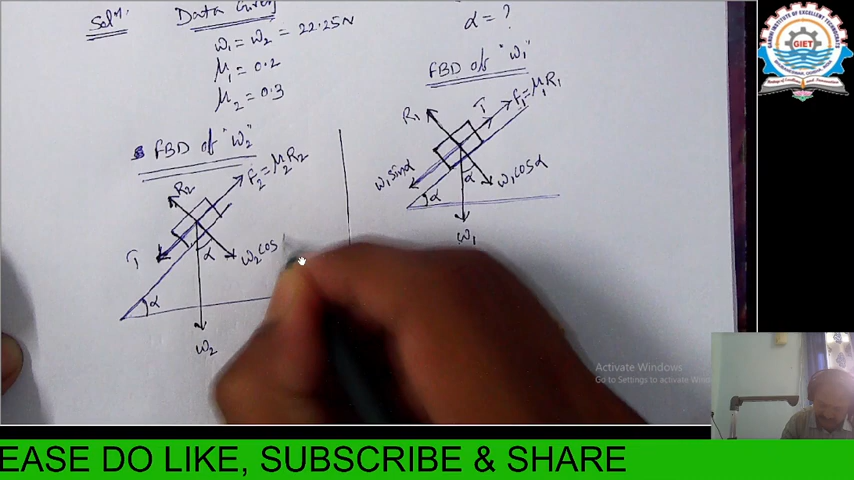 Soln.
Data Given
W1 = W2 = 22.25N
μ1 = 0.2
μ2 = 0.3
α = ?
FBD of "W1"
R1
T
F1=μ1R1
W1 sinα
α
α
W1 cosα
W1
FBD of "W2"
R2
F2=μ2R2
T
α
W2 cos
α
W2
GIET
Activate Windows
Go to Settings to activate Wind
EASE DO LIKE, SUBSCRIBE & SHARE